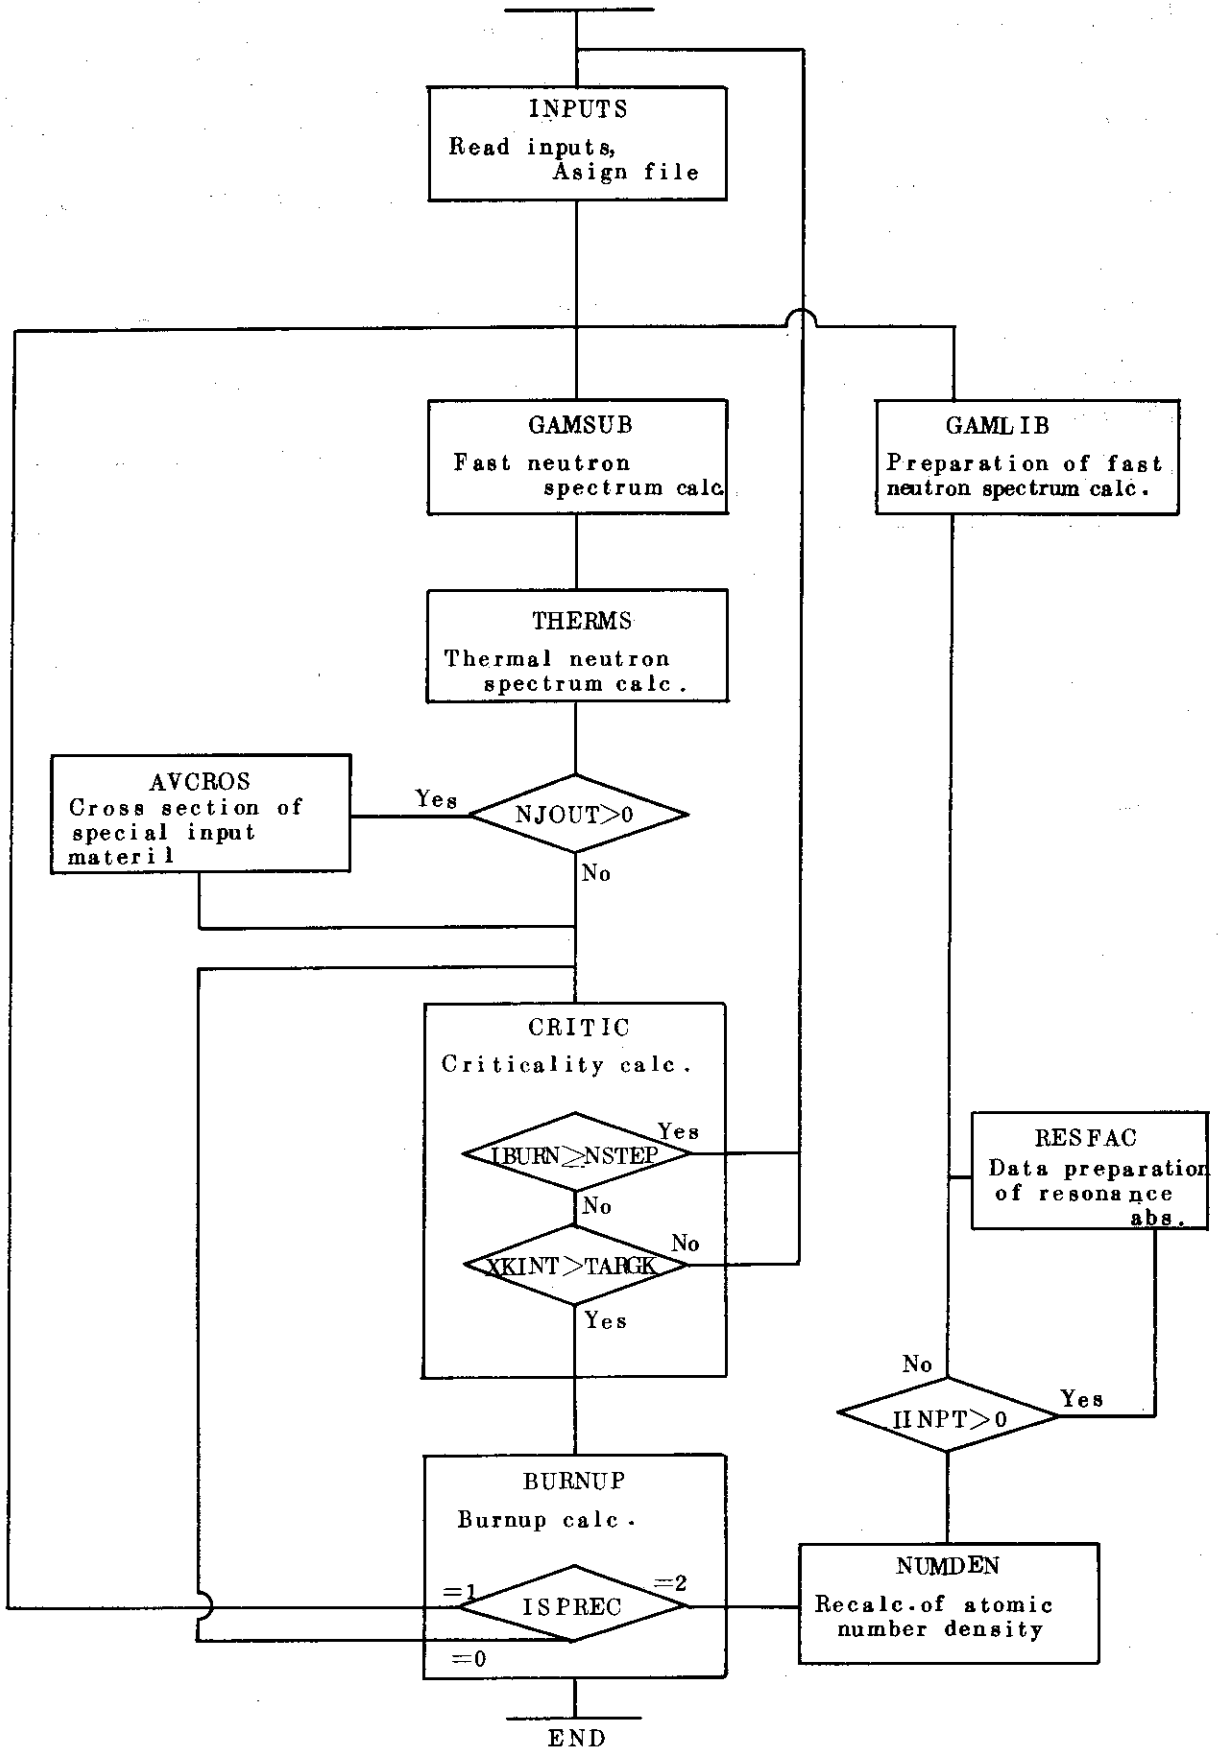 INPUTS
Read inputs,
Asign file
GAMSUB
Fast neutron
spectrum calc.
GAMLIB
Preparation of fast
neutron spectrum calc.
THERMS
Thermal neutron
spectrum calc.
AVCROS
Cross section of
special input
materil
Yes
NJOUT>0
No
CRITIC
Criticality calc.
IBURN≧NSTEP
Yes
No
XKINT>TARGK
No
Yes
RESFAC
Data preparation
of resonance
abs.
No
IINPT>0
Yes
BURNUP
Burnup calc.
=1
ISPREC
=2
=0
NUMDEN
Recalc.of atomic
number density
END